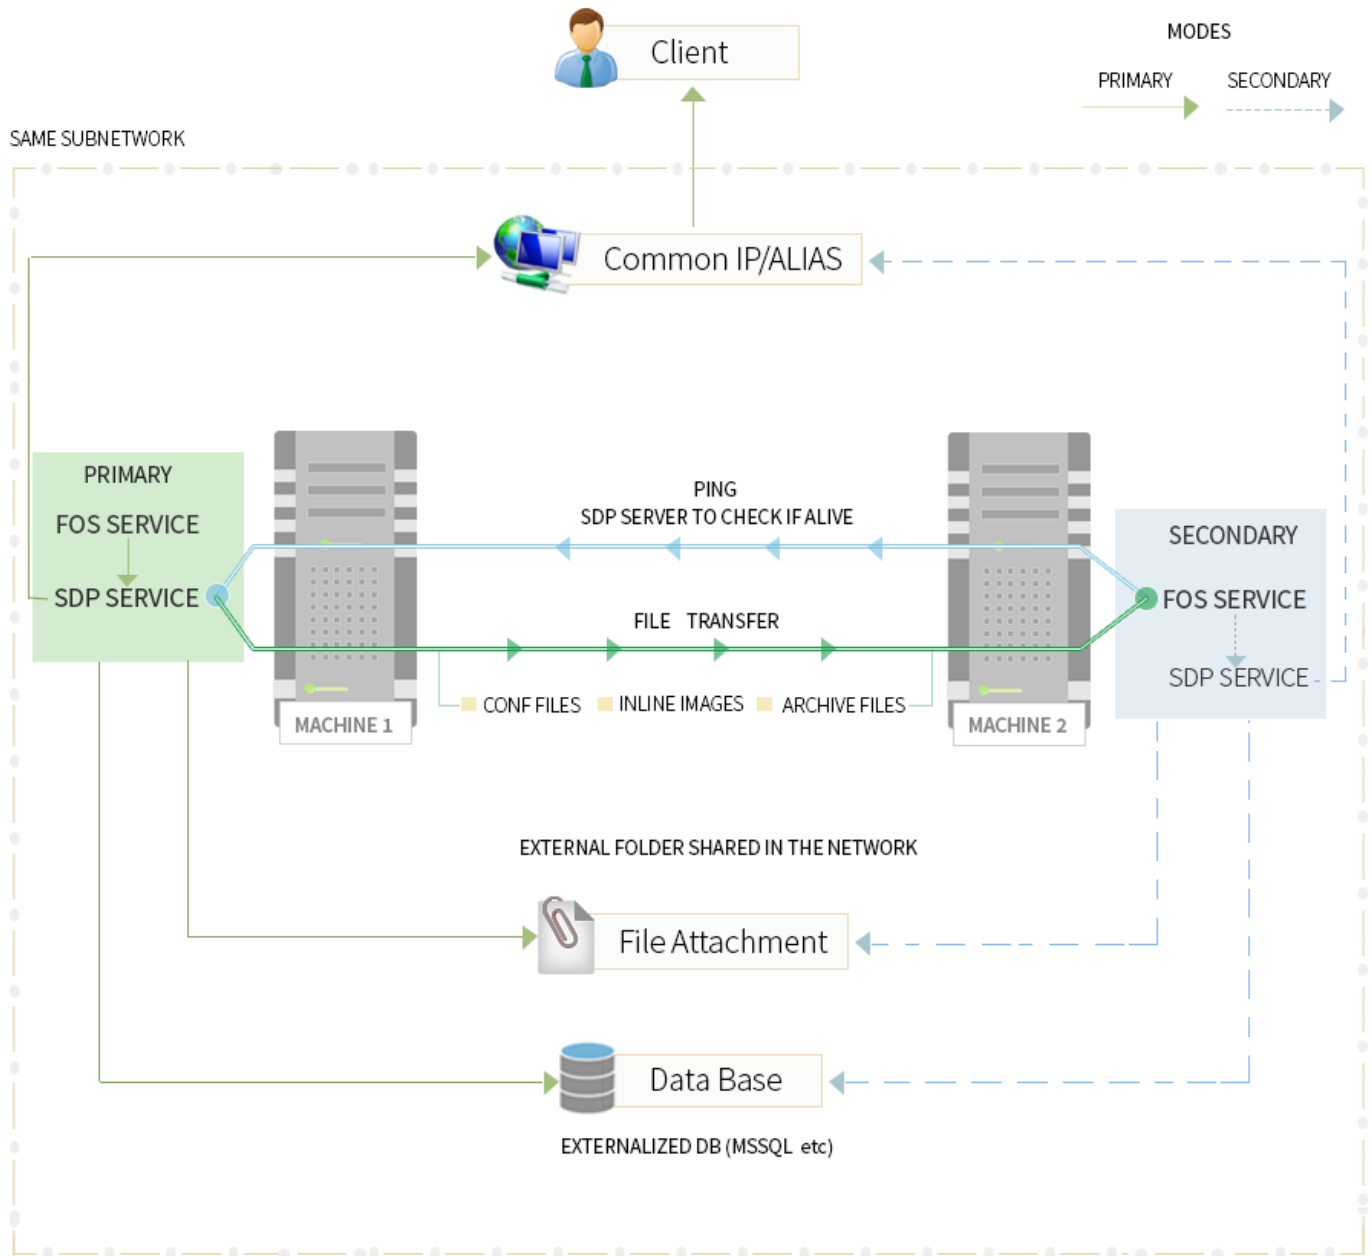 Client
MODES
PRIMARY
SECONDARY
SAME SUBNETWORK
Common IP/ALIAS
PRIMARY
FOS SERVICE
SDP SERVICE
PING
SDP SERVER TO CHECK IF ALIVE
FILE TRANSFER
CONF FILES
INLINE IMAGES
ARCHIVE FILES
MACHINE 1
MACHINE 2
SECONDARY
FOS SERVICE
SDP SERVICE
EXTERNAL FOLDER SHARED IN THE NETWORK
File Attachment
Data Base
EXTERNALIZED DB (MSSQL etc)